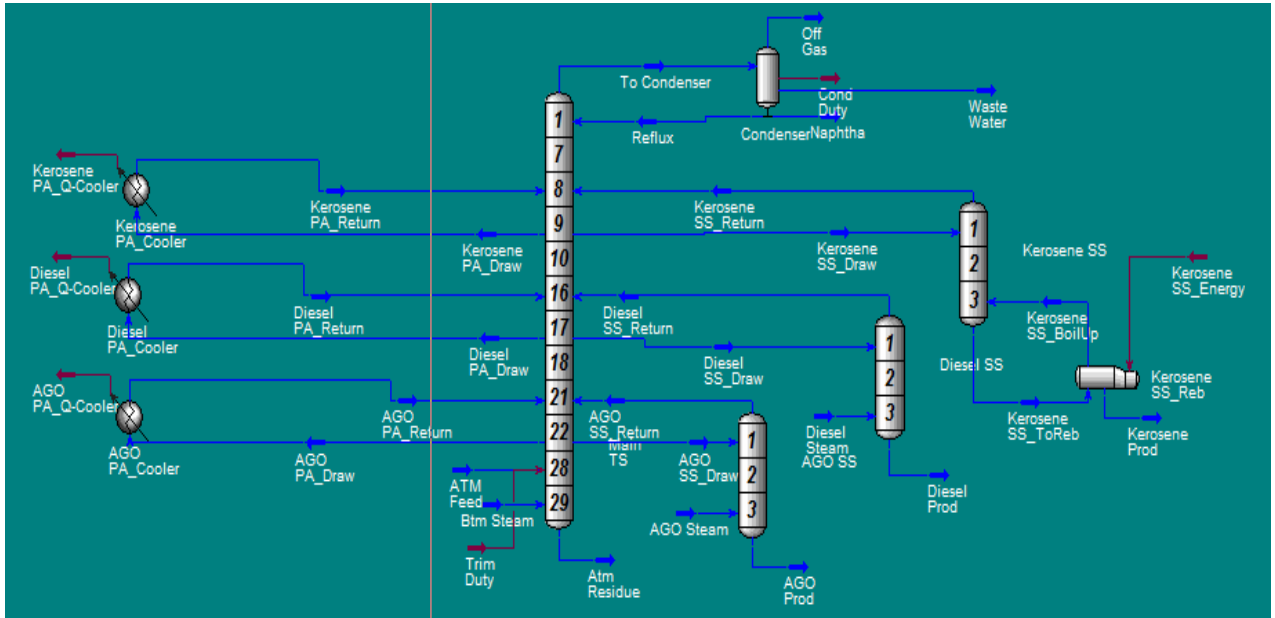 Off
Gas
To Condenser
Cond
Duty
Waste
Water
Reflux
Condenser
Naphtha
1
7
8
9
10
16
17
18
21
22
28
29
Kerosene
PA_Q-Cooler
Kerosene
PA_Cooler
Kerosene
PA_Return
Kerosene
PA_Draw
Kerosene
SS_Return
Kerosene
SS_Draw
1
2
3
Kerosene SS
Kerosene
SS_Energy
Kerosene
SS_BoilUp
Kerosene
SS_Reb
Kerosene
SS_ToReb
Kerosene
Prod
Diesel
PA_Q-Cooler
Diesel
PA_Cooler
Diesel
PA_Return
Diesel
PA_Draw
Diesel
SS_Return
Diesel
SS_Draw
1
2
3
Diesel SS
Diesel
Steam
Diesel
Prod
AGO
PA_Q-Cooler
AGO
PA_Cooler
AGO
PA_Return
AGO
PA_Draw
AGO
SS_Return
Main
TS
AGO
SS_Draw
1
2
3
AGO SS
AGO Steam
AGO
Prod
ATM
Feed
Btm Steam
Trim
Duty
Atm
Residue